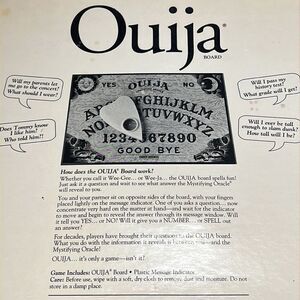 Ouija®
BOARD
Will my parents let
me go to the concert?
What should I wear?
Will I pass my
history test?
What grade will I get?
YES OUIJA NO
ABCDEFGHIJKLM
NOPQRSTUVWXYZ
1234567890
GOOD BYE
Does Tommy know
I like him?
Who told him?!
Will I ever be tall
enough to slam dunk?
How tall will I be?
How does the OUIJA® Board work?
Whether you call it Wee-Gee... or Wee-Ja... the OUIJA board spells fun!
Just ask it a question and wait to see what answer the Mystifying Oracle®
will reveal to you.
You and your partner sit on opposite sides of the board, with your fingers
placed lightly on the message indicator. One of you asks a question... now
concentrate very hard on the matter at hand—and wait for the indicator
to move and begin to reveal the answer through its message window. Will
it tell you YES... or NO? Will it give you a NUMBER... or SPELL out
an answer?
For decades, players have brought their questions to the OUIJA board.
What you do with the information it reveals is between you—and the
Mystifying Oracle!
OUIJA... it's only a game—isn't it?
Game Includes: OUIJA® Board • Plastic Message Indicator.
Care: Before use, wipe with a soft, dry cloth to remove dust and moisture. Do not
store in a damp place.